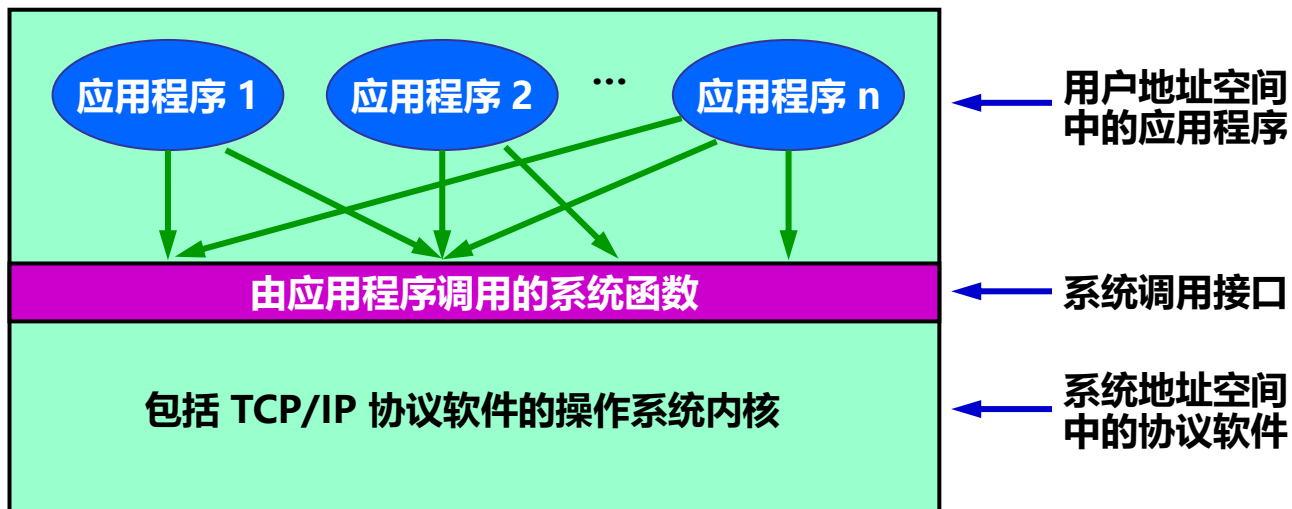 应用程序 1
应用程序 2
…
应用程序 n
用户地址空间
中的应用程序
由应用程序调用的系统函数
系统调用接口
包括 TCP/IP 协议软件的操作系统内核
系统地址空间
中的协议软件